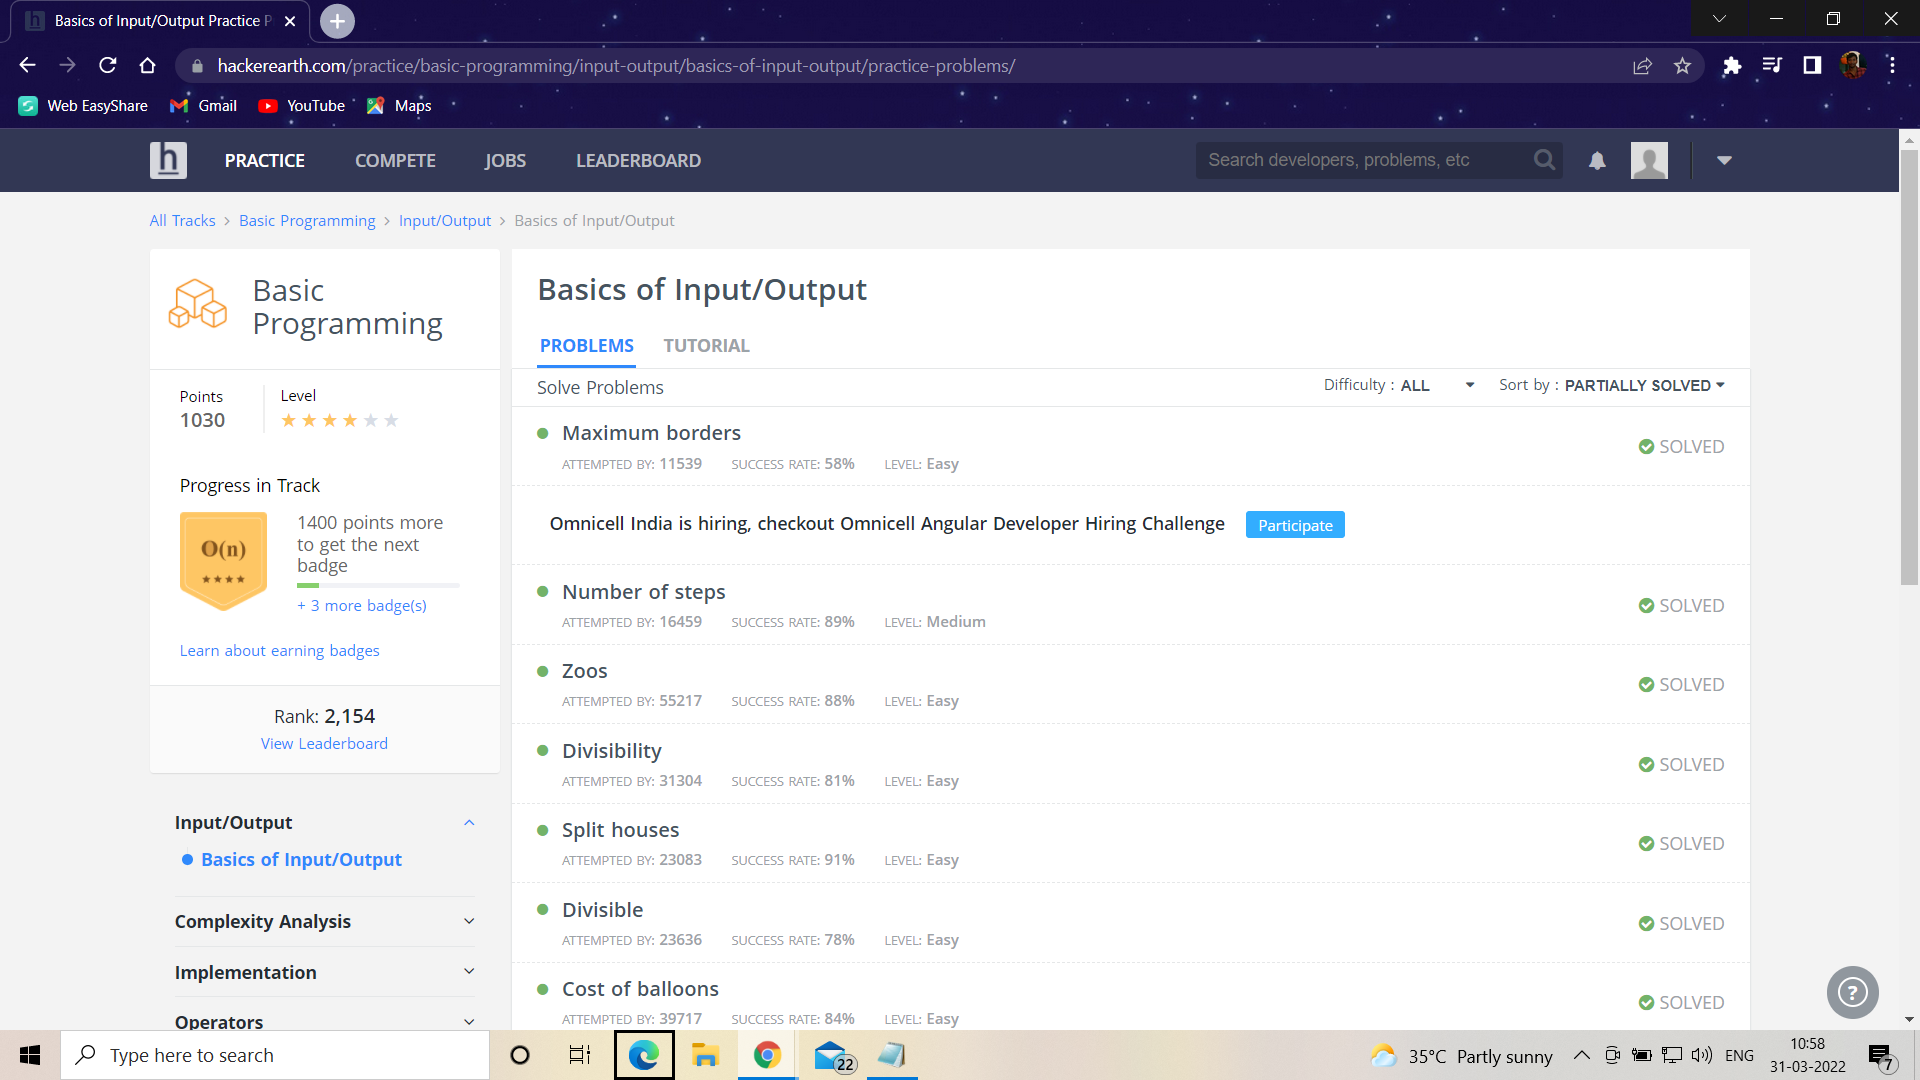 Basics of Input/Output Practice P
hackerearth.com/practice/basic-programming/input-output/basics-of-input-output/practice-problems/
Web EasyShare Gmail YouTube Maps
h PRACTICE COMPETE JOBS LEADERBOARD Search developers, problems, etc
All Tracks > Basic Programming > Input/Output > Basics of Input/Output
Basic
Programming
Points
1030
Level
Progress in Track
O(n)
1400 points more
to get the next
badge
+ 3 more badge(s)
Learn about earning badges
Rank: 2,154
View Leaderboard
Input/Output
Basics of Input/Output
Complexity Analysis
Implementation
Operators
Basics of Input/Output
PROBLEMS TUTORIAL
Solve Problems Difficulty : ALL Sort by : PARTIALLY SOLVED
Maximum borders
SOLVED
ATTEMPTED BY: 11539 SUCCESS RATE: 58% LEVEL: Easy
Omnicell India is hiring, checkout Omnicell Angular Developer Hiring Challenge Participate
Number of steps
SOLVED
ATTEMPTED BY: 16459 SUCCESS RATE: 89% LEVEL: Medium
Zoos
SOLVED
ATTEMPTED BY: 55217 SUCCESS RATE: 88% LEVEL: Easy
Divisibility
SOLVED
ATTEMPTED BY: 31304 SUCCESS RATE: 81% LEVEL: Easy
Split houses
SOLVED
ATTEMPTED BY: 23083 SUCCESS RATE: 91% LEVEL: Easy
Divisible
SOLVED
ATTEMPTED BY: 23636 SUCCESS RATE: 78% LEVEL: Easy
Cost of balloons
SOLVED
ATTEMPTED BY: 39717 SUCCESS RATE: 84% LEVEL: Easy
?
Type here to search
22
35°C Partly sunny
ENG
10:58
31-03-2022
7